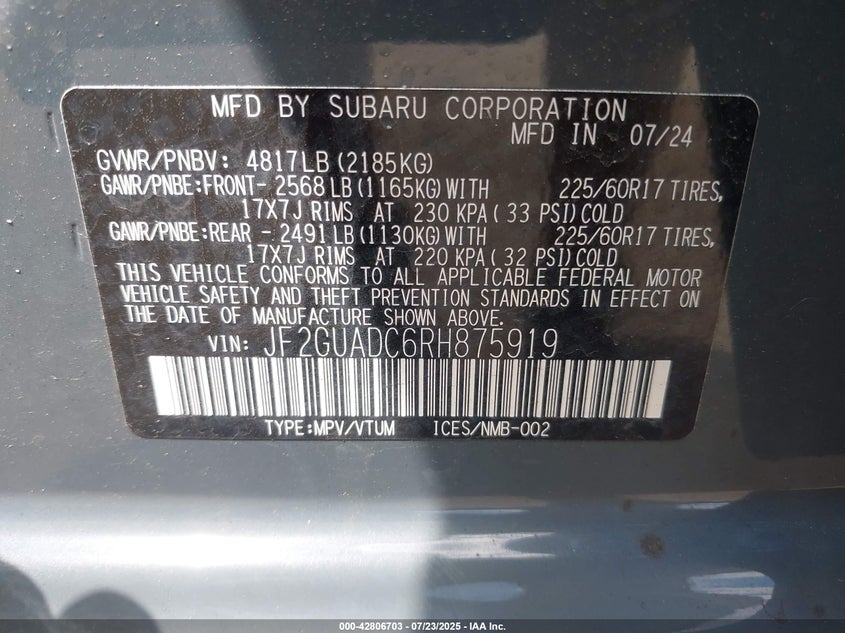 MFD BY SUBARU CORPORATION
MFD IN 07/24
GVWR/PNBV: 4817LB (2185KG)
GAWR/PNBE:FRONT- 2568 LB (1165KG) WITH 225/60R17 TIRES,
17X7J RIMS AT 230 KPA ( 33 PSI) COLD
GAWR/PNBE:REAR - 2491 LB (1130KG) WITH 225/60R17 TIRES,
17X7J RIMS AT 220 KPA ( 32 PSI) COLD
THIS VEHICLE CONFORMS TO ALL APPLICABLE FEDERAL MOTOR
VEHICLE SAFETY AND THEFT PREVENTION STANDARDS IN EFFECT ON
THE DATE OF MANUFACTURE SHOWN ABOVE.
VIN: JF2GUADC6RH875919
TYPE:MPV/VTUM ICES/NMB-002
000-42806703 - 07/23/2025 - IAA Inc.